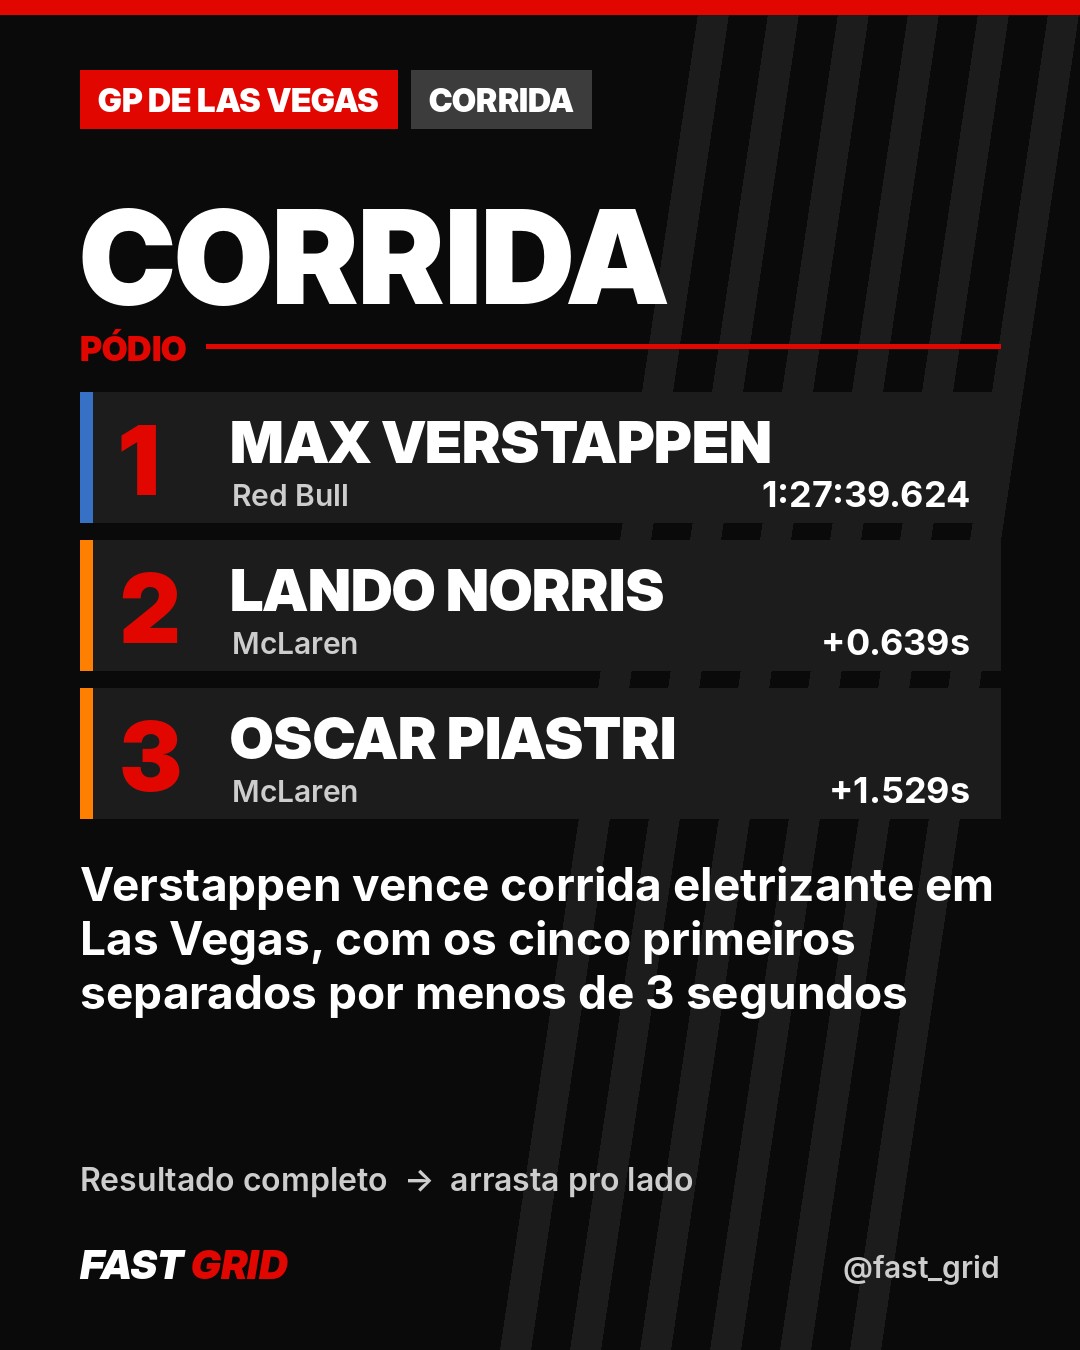 GP DE LAS VEGAS CORRIDA
CORRIDA
PÓDIO
1 MAX VERSTAPPEN
Red Bull 1:27:39.624
2 LANDO NORRIS
McLaren +0.639s
3 OSCAR PIASTRI
McLaren +1.529s
Verstappen vence corrida eletrizante em
Las Vegas, com os cinco primeiros
separados por menos de 3 segundos
Resultado completo → arrasta pro lado
FAST GRID @fast_grid